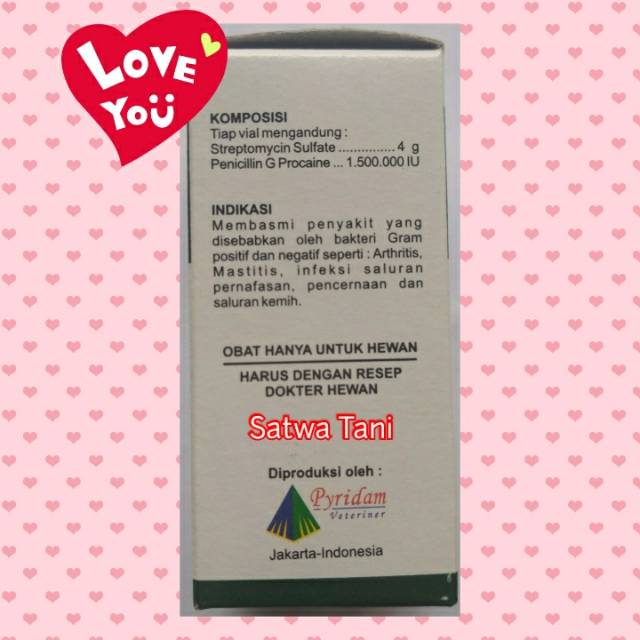 LOVE
YOU
KOMPOSISI
Tiap vial mengandung :
Streptomycin Sulfate .............. 4 g
Penicillin G Procaine ... 1.500.000 IU
INDIKASI
Membasmi penyakit yang
disebabkan oleh bakteri Gram
positif dan negatif seperti : Arthritis,
Mastitis, infeksi saluran
pernafasan, pencernaan dan
saluran kemih.
OBAT HANYA UNTUK HEWAN
HARUS DENGAN RESEP
DOKTER HEWAN
Satwa Tani
Diproduksi oleh :
Pyridam
Veteriner
Jakarta-Indonesia